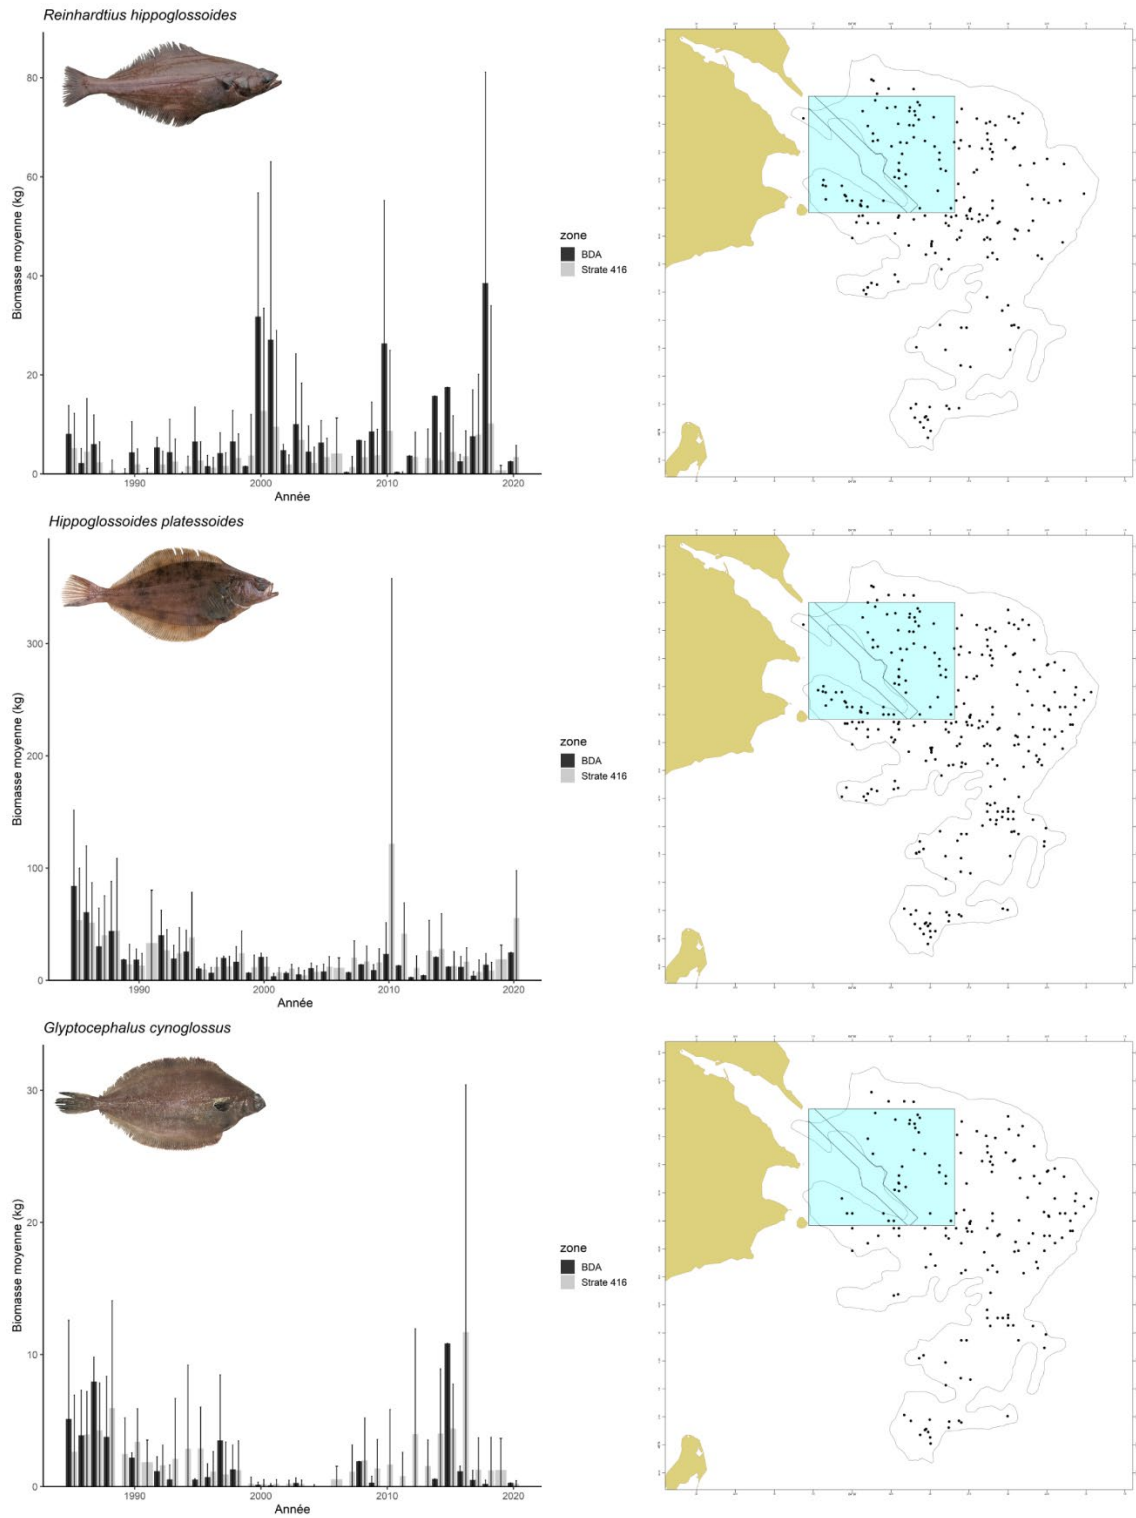 Reinhardtius hippoglossoides
80
60
40
20
0
Biomasse moyenne (kg)
1990
2000
2010
2020
Année
zone
BDA
Strate 416
Hippoglossoides platessoides
300
200
100
0
Biomasse moyenne (kg)
1990
2000
2010
2020
Année
zone
BDA
Strate 416
Glyptocephalus cynoglossus
30
20
10
0
Biomasse moyenne (kg)
1990
2000
2010
2020
Année
zone
BDA
Strate 416